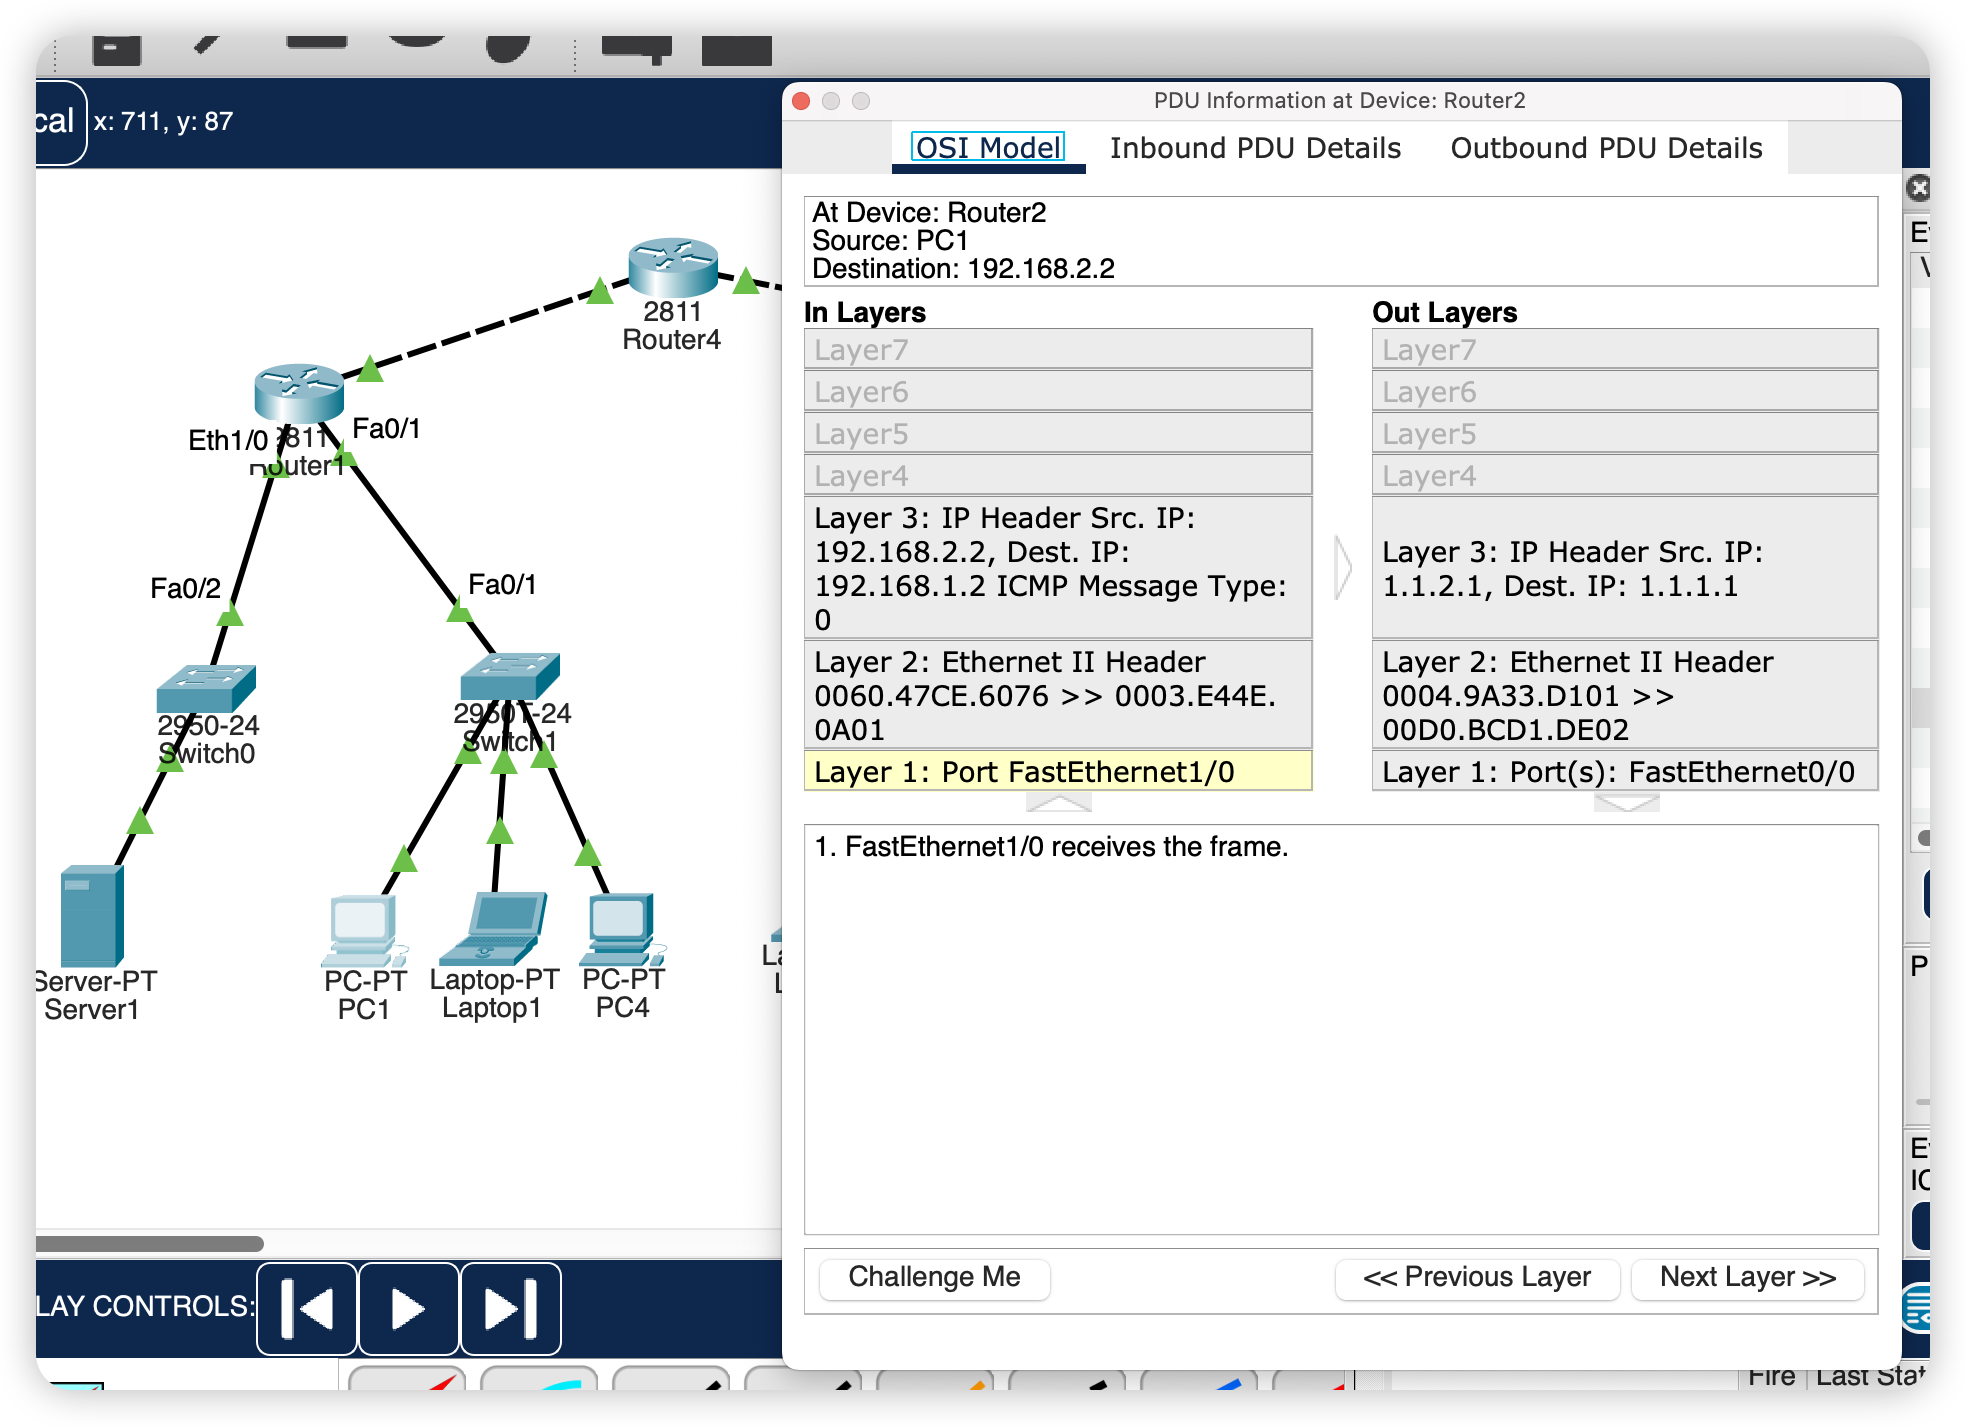 cal
x: 711, y: 87
2811
Router4
Eth1/0
Fa0/1
2811
Router1
Fa0/2
Fa0/1
2950-24
Switch0
2950T-24
Switch1
Server-PT
Server1
PC-PT
PC1
Laptop-PT
Laptop1
PC-PT
PC4
La
L
LAY CONTROLS:
PDU Information at Device: Router2
OSI Model
Inbound PDU Details
Outbound PDU Details
At Device: Router2
Source: PC1
Destination: 192.168.2.2
In Layers
Layer7
Layer6
Layer5
Layer4
Layer 3: IP Header Src. IP:
192.168.2.2, Dest. IP:
192.168.1.2 ICMP Message Type:
0
Layer 2: Ethernet II Header
0060.47CE.6076 >> 0003.E44E.
0A01
Layer 1: Port FastEthernet1/0
Out Layers
Layer7
Layer6
Layer5
Layer4
Layer 3: IP Header Src. IP:
1.1.2.1, Dest. IP: 1.1.1.1
Layer 2: Ethernet II Header
0004.9A33.D101 >>
00D0.BCD1.DE02
Layer 1: Port(s): FastEthernet0/0
1. FastEthernet1/0 receives the frame.
Challenge Me
<< Previous Layer
Next Layer >>
P
Fire
Last Stat